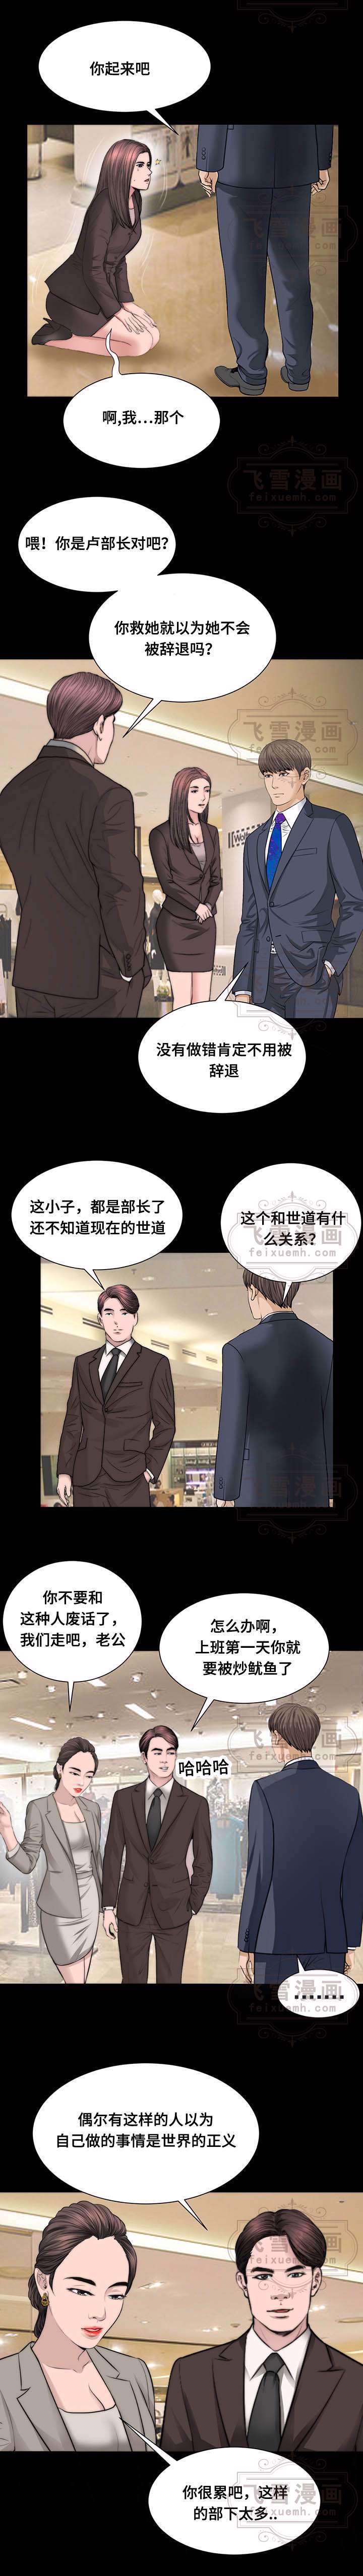 你起来吧
啊,我...那个
飞雪漫画
feixuemh.com
喂！你是卢部长对吧?
你救她就以为她不会
被辞退吗?
没有做错肯定不用被
辞退
这小子，都是部长了
还不知道现在的世道
这个和世道有什
么关系?
你不要和
这种人废话了，
我们走吧，老公
怎么办啊，
上班第一天你就
要被炒鱿鱼了
哈哈哈
.......
偶尔有这样的人以为
自己做的事情是世界的正义
你很累吧，这样
的部下太多..